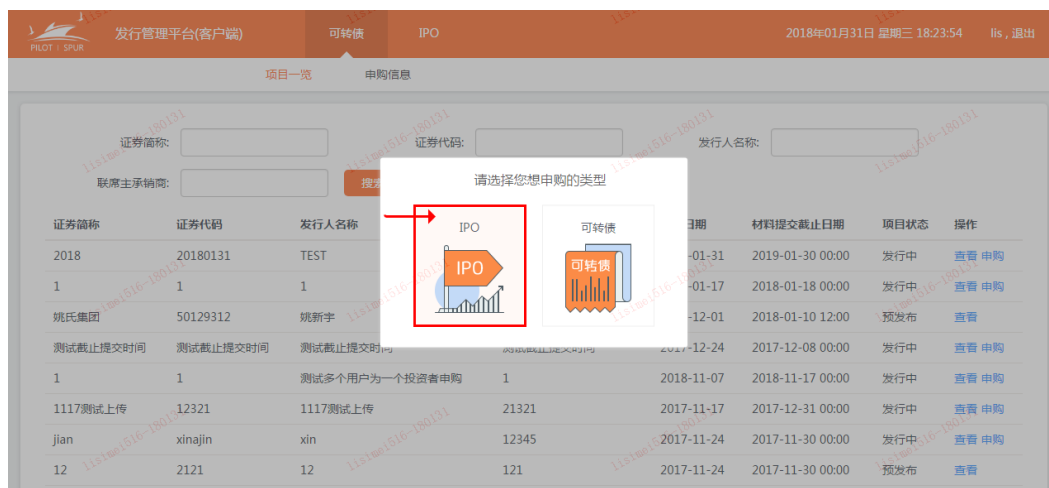 PILOT | SPUR 发行管理平台(客户端) 可转债 IPO 2018年01月31日 星期三 18:23:54 lis , 退出
项目一览 申购信息
证券简称: 证券代码: 发行人名称:
联席主承销商: 搜索
请选择您想申购的类型
IPO 可转债
IPO 可转债
证券简称 证券代码 发行人名称 日期 材料提交截止日期 项目状态 操作
2018 20180131 TEST -01-31 2019-01-30 00:00 发行中 查看 申购
1 1 1 -01-17 2018-01-18 00:00 发行中 查看 申购
姚氏集团 50129312 姚新宇 -12-01 2018-01-10 12:00 预发布 查看
测试截止提交时间 测试截止提交时间 测试截止提交时间 测试截止提交时间 2017-12-24 2017-12-08 00:00 发行中 查看 申购
1 1 测试多个用户为一个投资者申购 1 2018-11-07 2018-11-17 00:00 发行中 查看 申购
1117测试上传 12321 1117测试上传 21321 2017-11-17 2017-12-31 00:00 发行中 查看 申购
jian xinajin xin 12345 2017-11-24 2017-11-30 00:00 发行中 查看 申购
12 2121 12 121 2017-11-24 2017-11-30 00:00 预发布 查看